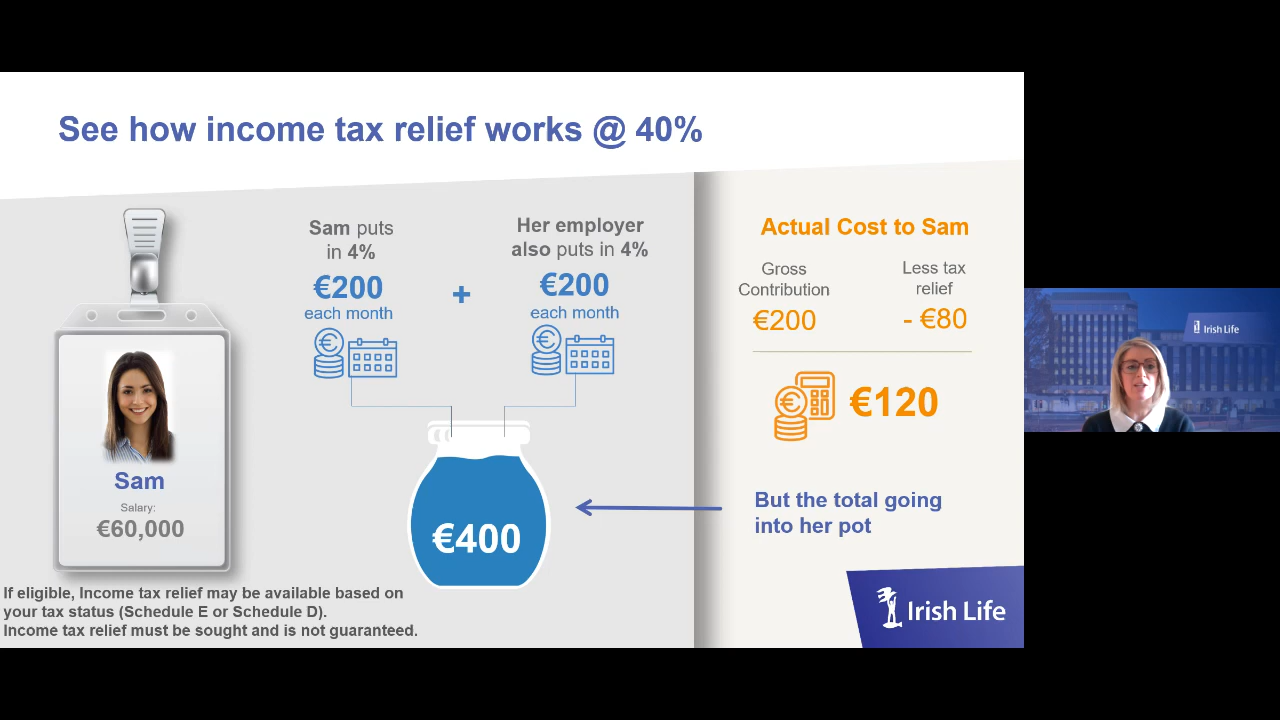 See how income tax relief works @ 40%
Sam puts
in 4%
€200
each month
+
Her employer
also puts in 4%
€200
each month
€400
Sam
Salary:
€60,000
If eligible, Income tax relief may be available based on
your tax status (Schedule E or Schedule D).
Income tax relief must be sought and is not guaranteed.
Actual Cost to Sam
Gross
Contribution
€200
Less tax
relief
- €80
€120
But the total going
into her pot
Irish Life
Irish Life